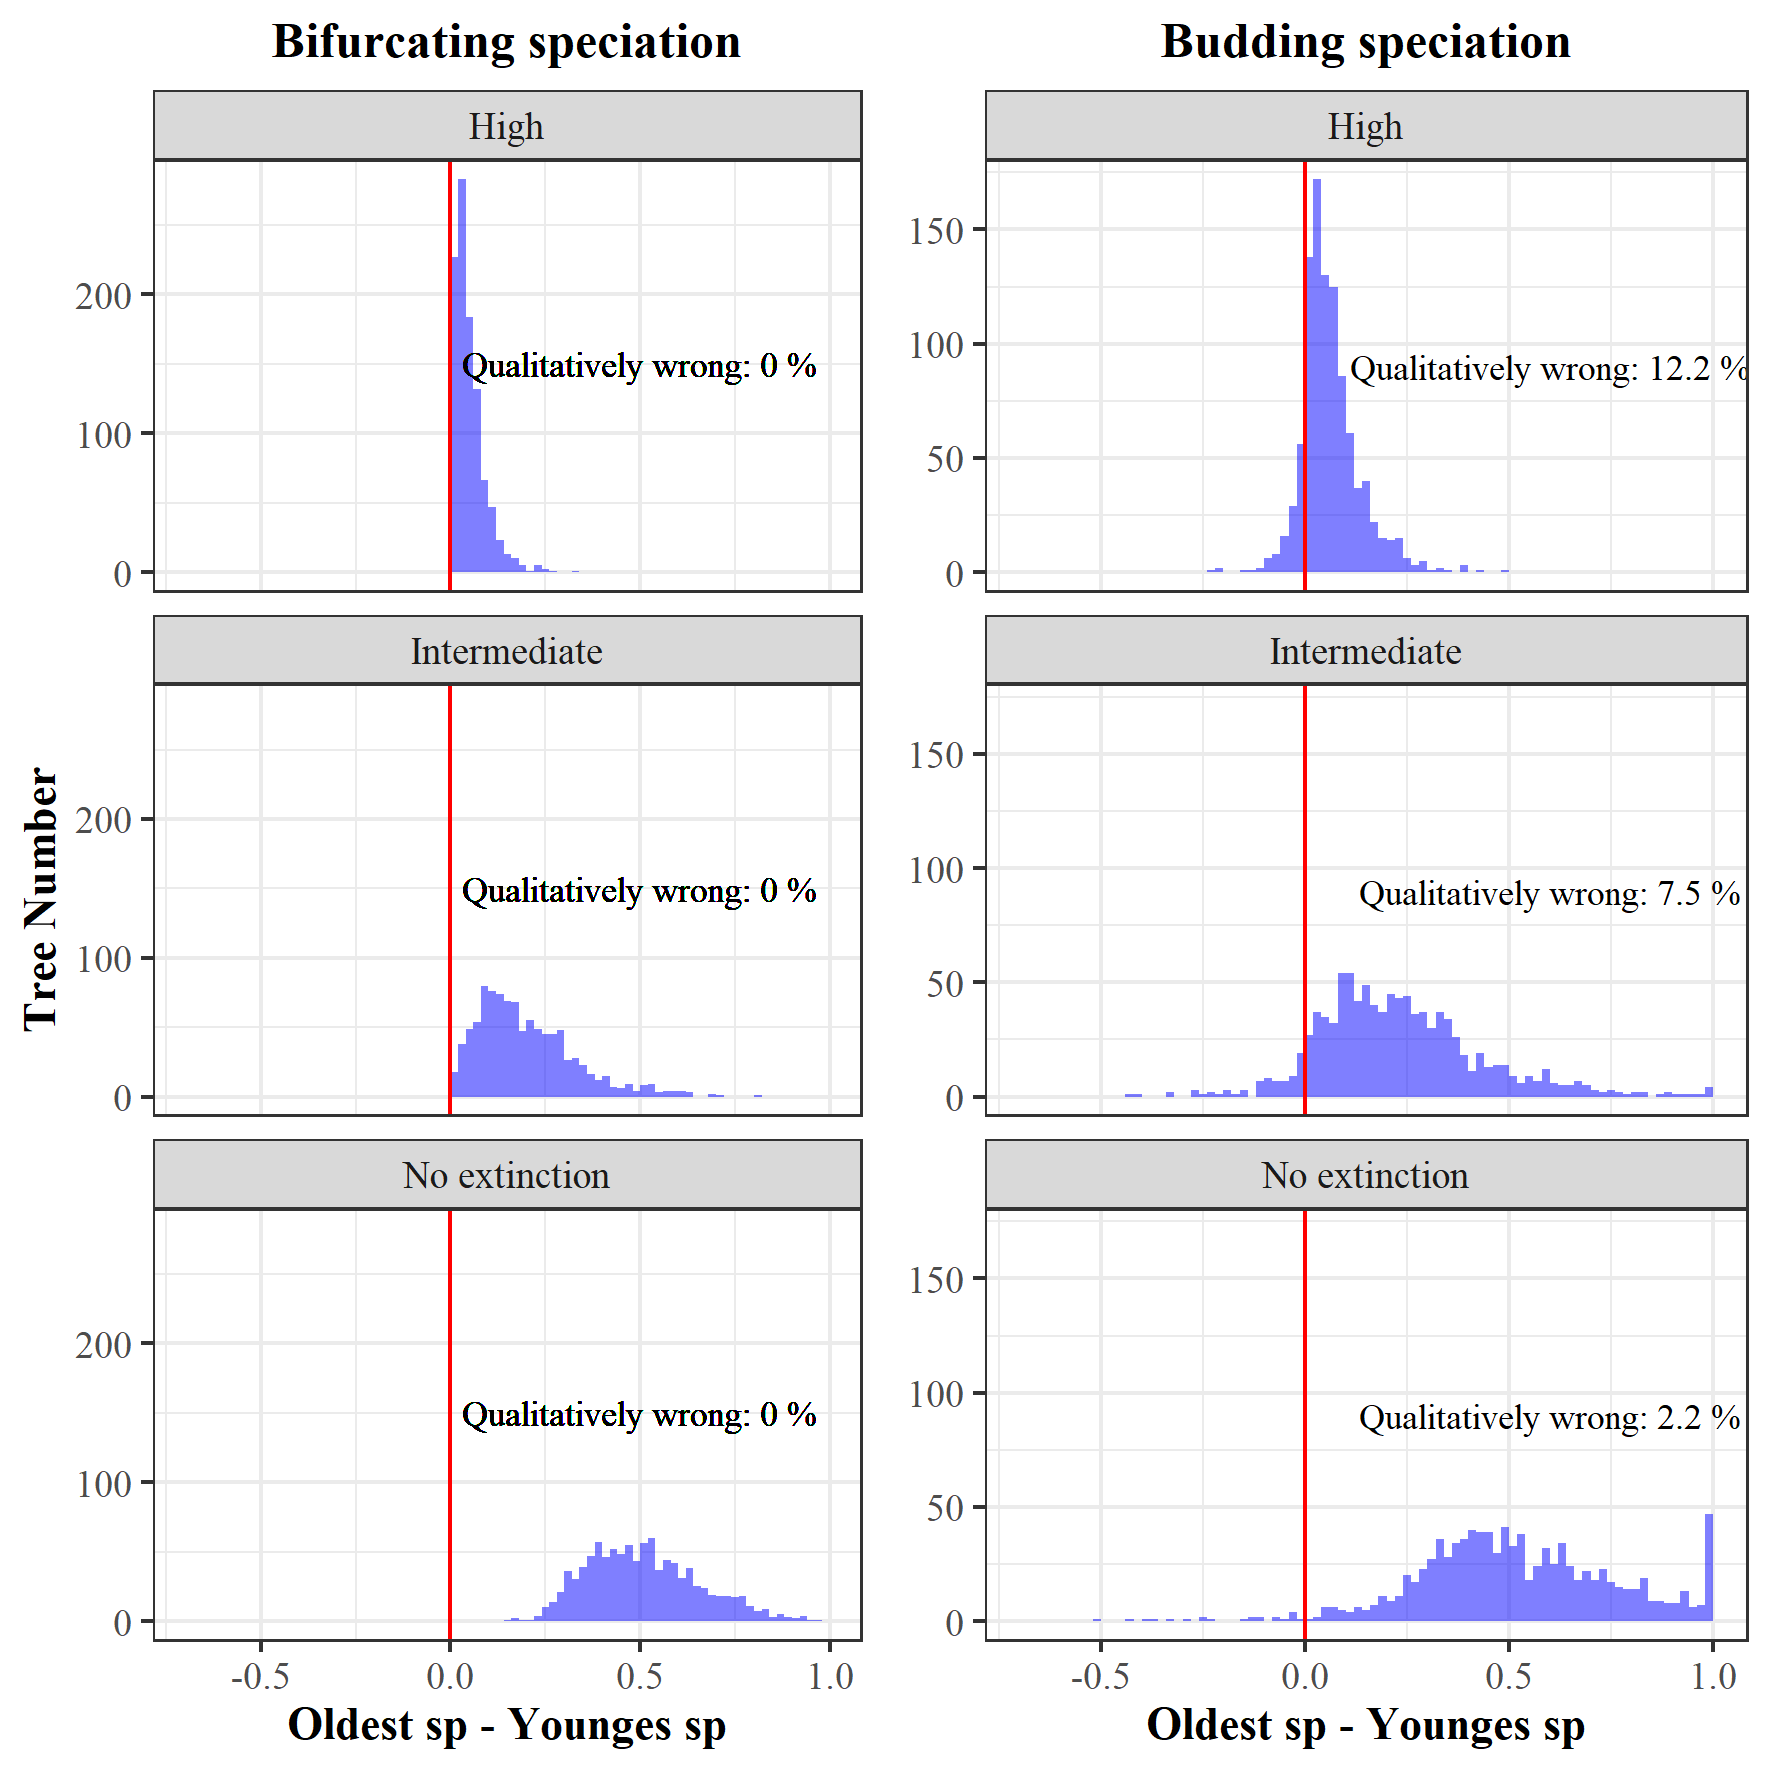 Bifurcating speciation
Budding speciation
High
200
100
0
Qualitatively wrong: 0 %
High
150
100
50
0
Qualitatively wrong: 12.2 %
Intermediate
200
100
0
Qualitatively wrong: 0 %
Intermediate
150
100
50
0
Qualitatively wrong: 7.5 %
No extinction
200
100
0
Qualitatively wrong: 0 %
No extinction
150
100
50
0
Qualitatively wrong: 2.2 %
Tree Number
-0.5 0.0 0.5 1.0
-0.5 0.0 0.5 1.0
Oldest sp - Younges sp
Oldest sp - Younges sp